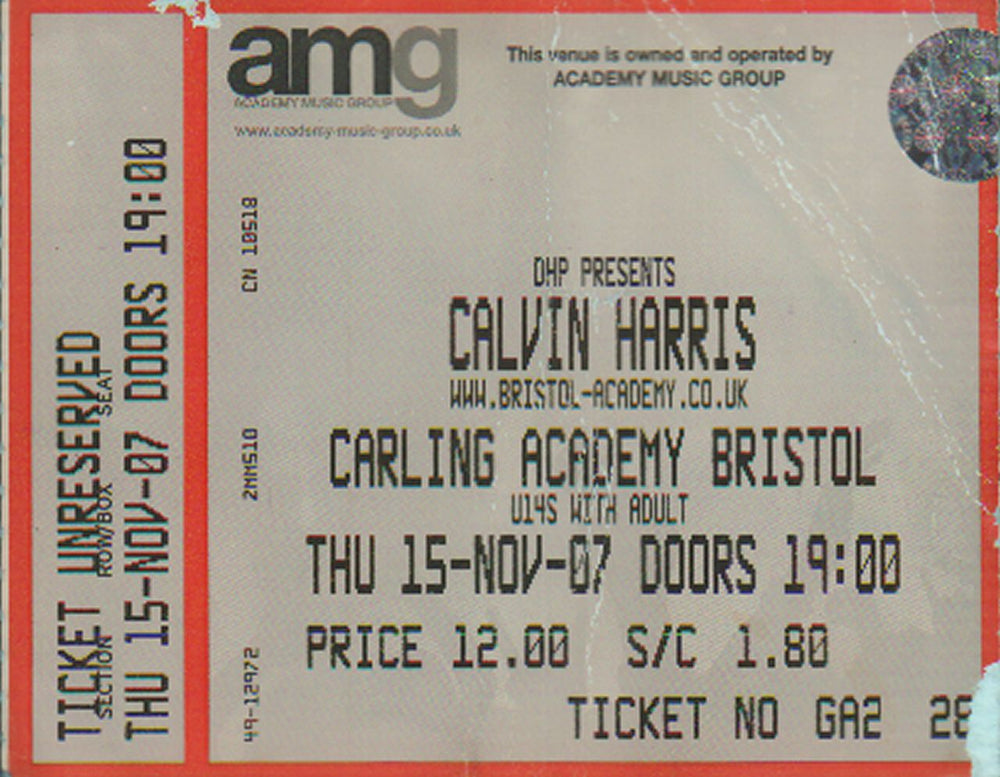 TICKET UNRESERVED
SECTION ROW/BOX SEAT
THU 15-NOV-07 DOORS 19:00
amg
ACADEMY MUSIC GROUP
www.academy-music-group.co.uk
This venue is owned and operated by
ACADEMY MUSIC GROUP
CN 10518
2MMS10
49-12972
DHP PRESENTS
CALVIN HARRIS
WWW.BRISTOL-ACADEMY.CO.UK
CARLING ACADEMY BRISTOL
U14S WITH ADULT
THU 15-NOV-07 DOORS 19:00
PRICE 12.00 S/C 1.80
TICKET NO GA2